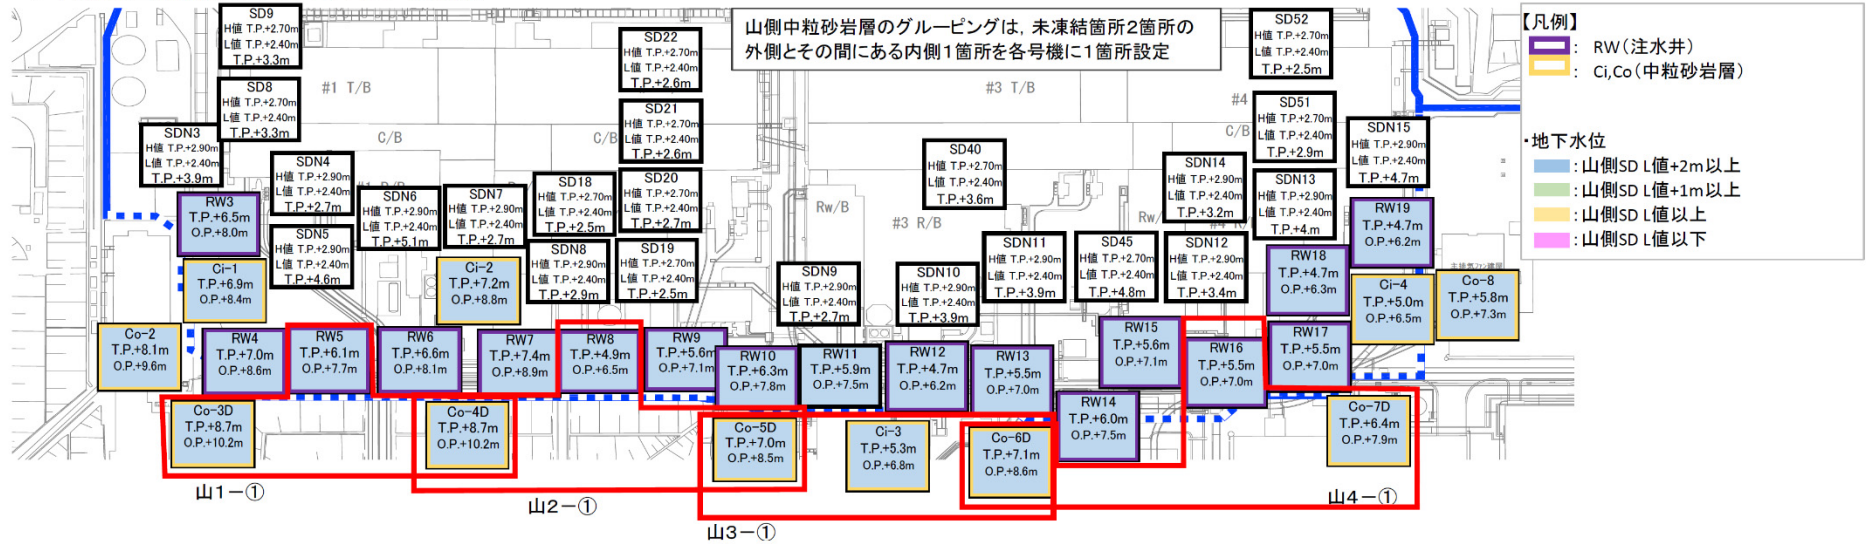 山側中粒砂岩層のグルーピングは，未凍結箇所2箇所の
外側とその間にある内側1箇所を各号機に1箇所設定
【凡例】
： RW(注水井)
： Ci,Co(中粒砂岩層)
・地下水位
：山側SD L値+2m以上
：山側SD L値+1m以上
：山側SD L値以上
：山側SD L値以下
SD9
H値 T.P.+2.70m
L値 T.P.+2.40m
T.P.+3.3m
SD8
H値 T.P.+2.70m
L値 T.P.+2.40m
T.P.+3.3m
SDN3
H値 T.P.+2.90m
L値 T.P.+2.40m
T.P.+3.9m
SDN4
H値 T.P.+2.90m
L値 T.P.+2.40m
T.P.+2.7m
SDN5
H値 T.P.+2.90m
L値 T.P.+2.40m
T.P.+4.6m
SDN6
H値 T.P.+2.90m
L値 T.P.+2.40m
T.P.+5.1m
SDN7
H値 T.P.+2.90m
L値 T.P.+2.40m
T.P.+2.7m
SD18
H値 T.P.+2.70m
L値 T.P.+2.40m
T.P.+2.5m
SDN8
H値 T.P.+2.90m
L値 T.P.+2.40m
T.P.+2.9m
SD22
H値 T.P.+2.70m
L値 T.P.+2.40m
T.P.+2.6m
SD21
H値 T.P.+2.70m
L値 T.P.+2.40m
T.P.+2.6m
SD20
H値 T.P.+2.70m
L値 T.P.+2.40m
T.P.+2.7m
SD19
H値 T.P.+2.70m
L値 T.P.+2.40m
T.P.+2.5m
SDN9
H値 T.P.+2.90m
L値 T.P.+2.40m
T.P.+2.7m
SD40
H値 T.P.+2.70m
L値 T.P.+2.40m
T.P.+3.6m
SDN10
H値 T.P.+2.90m
L値 T.P.+2.40m
T.P.+3.9m
SDN11
H値 T.P.+2.90m
L値 T.P.+2.40m
T.P.+3.9m
SD45
H値 T.P.+2.70m
L値 T.P.+2.40m
T.P.+4.8m
SDN14
H値 T.P.+2.90m
L値 T.P.+2.40m
T.P.+3.2m
SDN12
H値 T.P.+2.90m
L値 T.P.+2.40m
T.P.+3.4m
SD52
H値 T.P.+2.70m
L値 T.P.+2.40m
T.P.+2.5m
SD51
H値 T.P.+2.70m
L値 T.P.+2.40m
T.P.+2.9m
SDN13
H値 T.P.+2.90m
L値 T.P.+2.40m
T.P.+4.m
SDN15
H値 T.P.+2.90m
L値 T.P.+2.40m
T.P.+4.7m
#1 T/B
C/B
C/B
#3 T/B
Rw/B
#3 R/B
#4
C/B
RW3
T.P.+6.5m
O.P.+8.0m
Ci-1
T.P.+6.9m
O.P.+8.4m
Ci-2
T.P.+7.2m
O.P.+8.8m
Co-2
T.P.+8.1m
O.P.+9.6m
RW4
T.P.+7.0m
O.P.+8.6m
RW5
T.P.+6.1m
O.P.+7.7m
RW6
T.P.+6.6m
O.P.+8.1m
RW7
T.P.+7.4m
O.P.+8.9m
RW8
T.P.+4.9m
O.P.+6.5m
RW9
T.P.+5.6m
O.P.+7.1m
RW10
T.P.+6.3m
O.P.+7.8m
RW11
T.P.+5.9m
O.P.+7.5m
RW12
T.P.+4.7m
O.P.+6.2m
RW13
T.P.+5.5m
O.P.+7.0m
RW14
T.P.+6.0m
O.P.+7.5m
RW15
T.P.+5.6m
O.P.+7.1m
RW16
T.P.+5.5m
O.P.+7.0m
RW17
T.P.+5.5m
O.P.+7.0m
RW18
T.P.+4.7m
O.P.+6.3m
RW19
T.P.+4.7m
O.P.+6.2m
Ci-4
T.P.+5.0m
O.P.+6.5m
Co-8
T.P.+5.8m
O.P.+7.3m
Co-3D
T.P.+8.7m
O.P.+10.2m
Co-4D
T.P.+8.7m
O.P.+10.2m
Co-5D
T.P.+7.0m
O.P.+8.5m
Ci-3
T.P.+5.3m
O.P.+6.8m
Co-6D
T.P.+7.1m
O.P.+8.6m
Co-7D
T.P.+6.4m
O.P.+7.9m
山1-①
山2-①
山3-①
山4-①